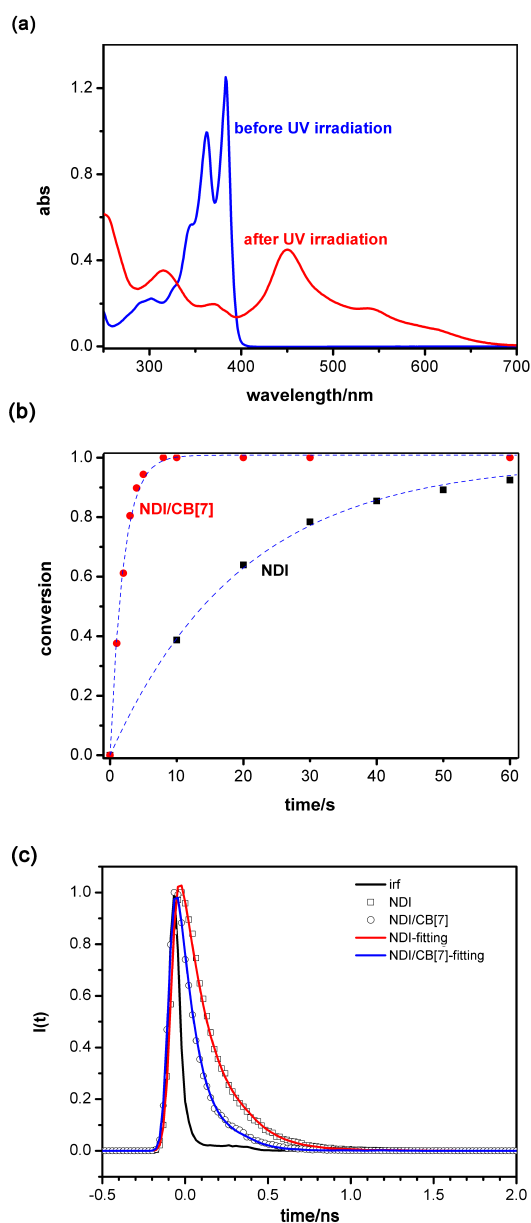 (a)
before UV irradiation
after UV irradiation
abs
1.2
0.8
0.4
0.0
300 400 500 600 700
wavelength/nm
(b)
NDI/CB[7]
NDI
conversion
1.0
0.8
0.6
0.4
0.2
0.0
0 10 20 30 40 50 60
time/s
(c)
irf
NDI
NDI/CB[7]
NDI-fitting
NDI/CB[7]-fitting
I(t)
1.0
0.8
0.6
0.4
0.2
0.0
-0.5 0.0 0.5 1.0 1.5 2.0
time/ns